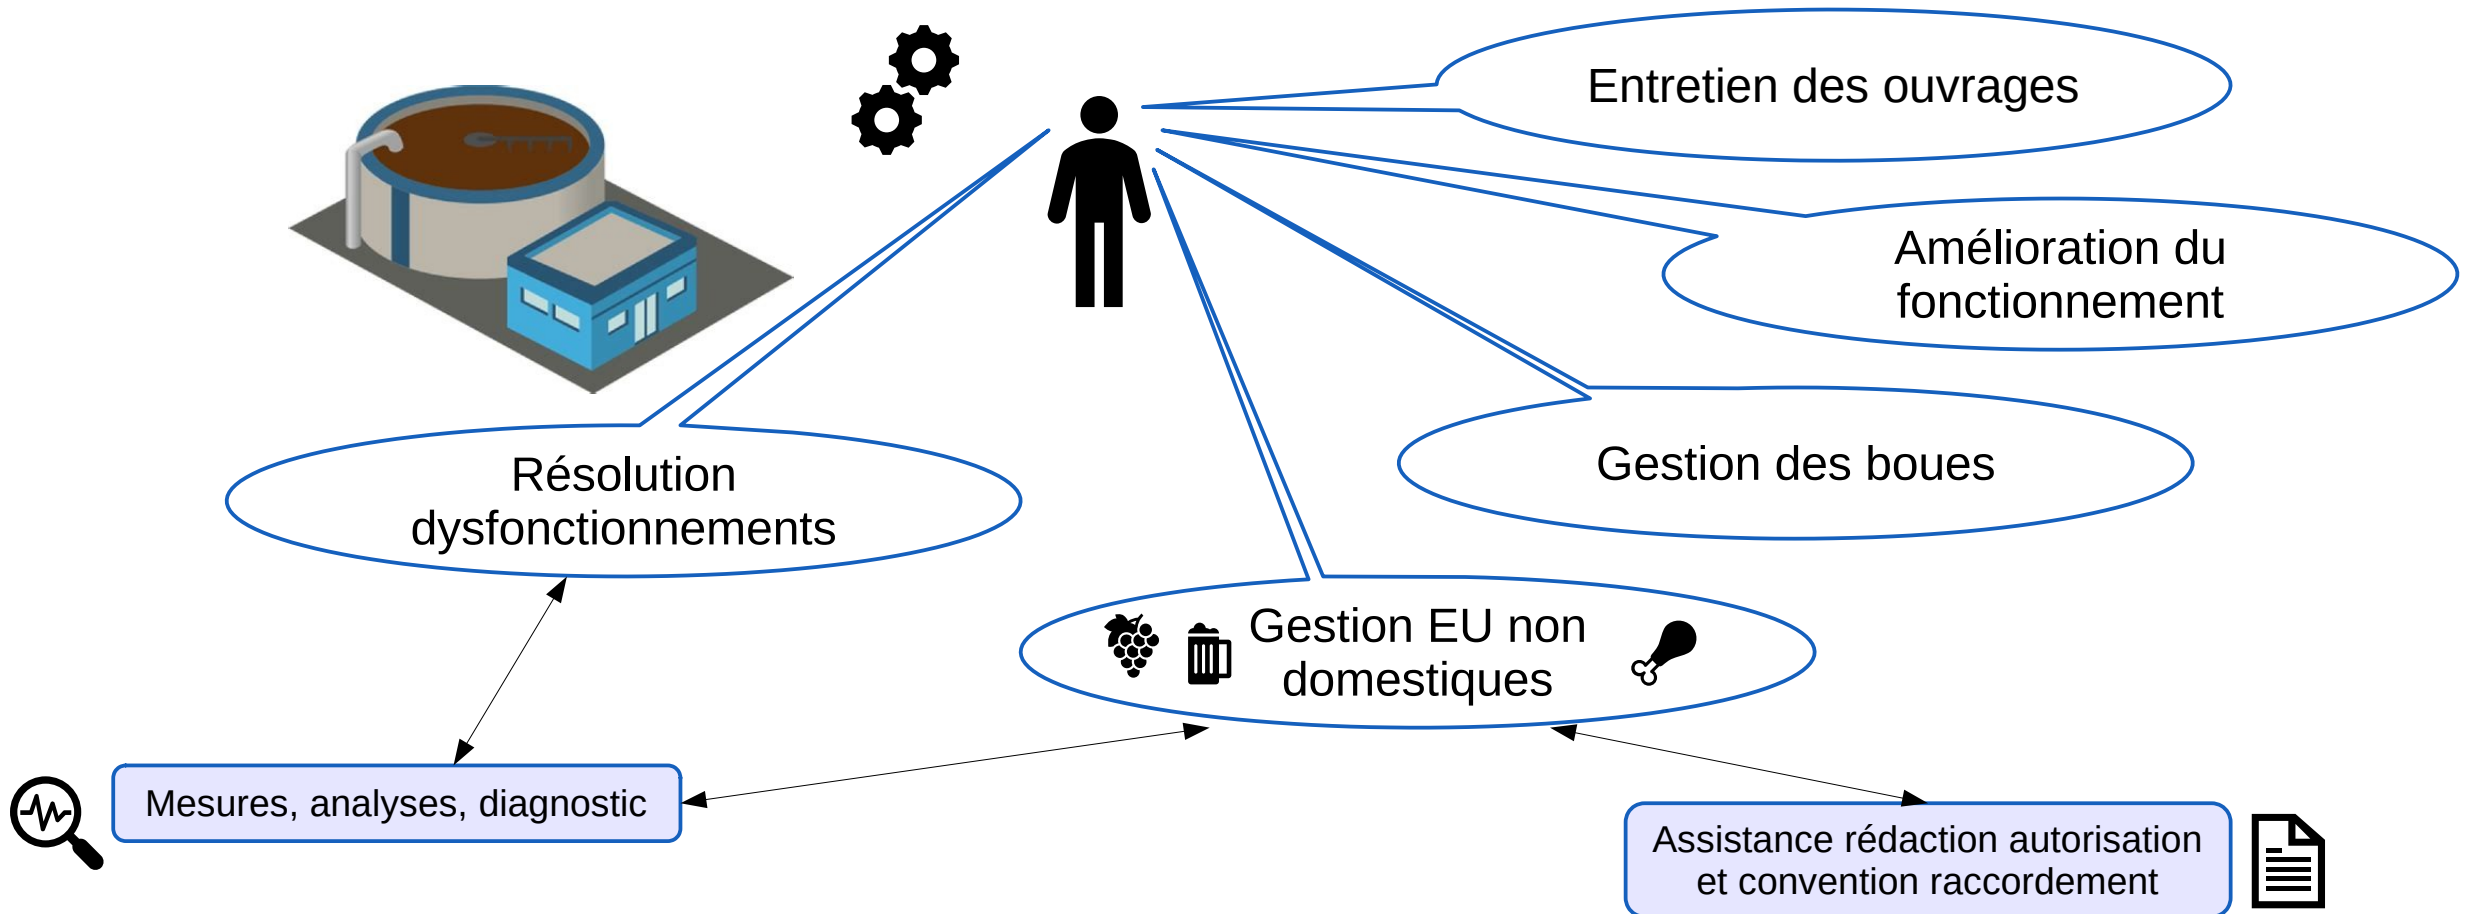 Entretien des ouvrages
Amélioration du
fonctionnement
Gestion des boues
Résolution
dysfonctionnements
Gestion EU non
domestiques
Mesures, analyses, diagnostic
Assistance rédaction autorisation
et convention raccordement